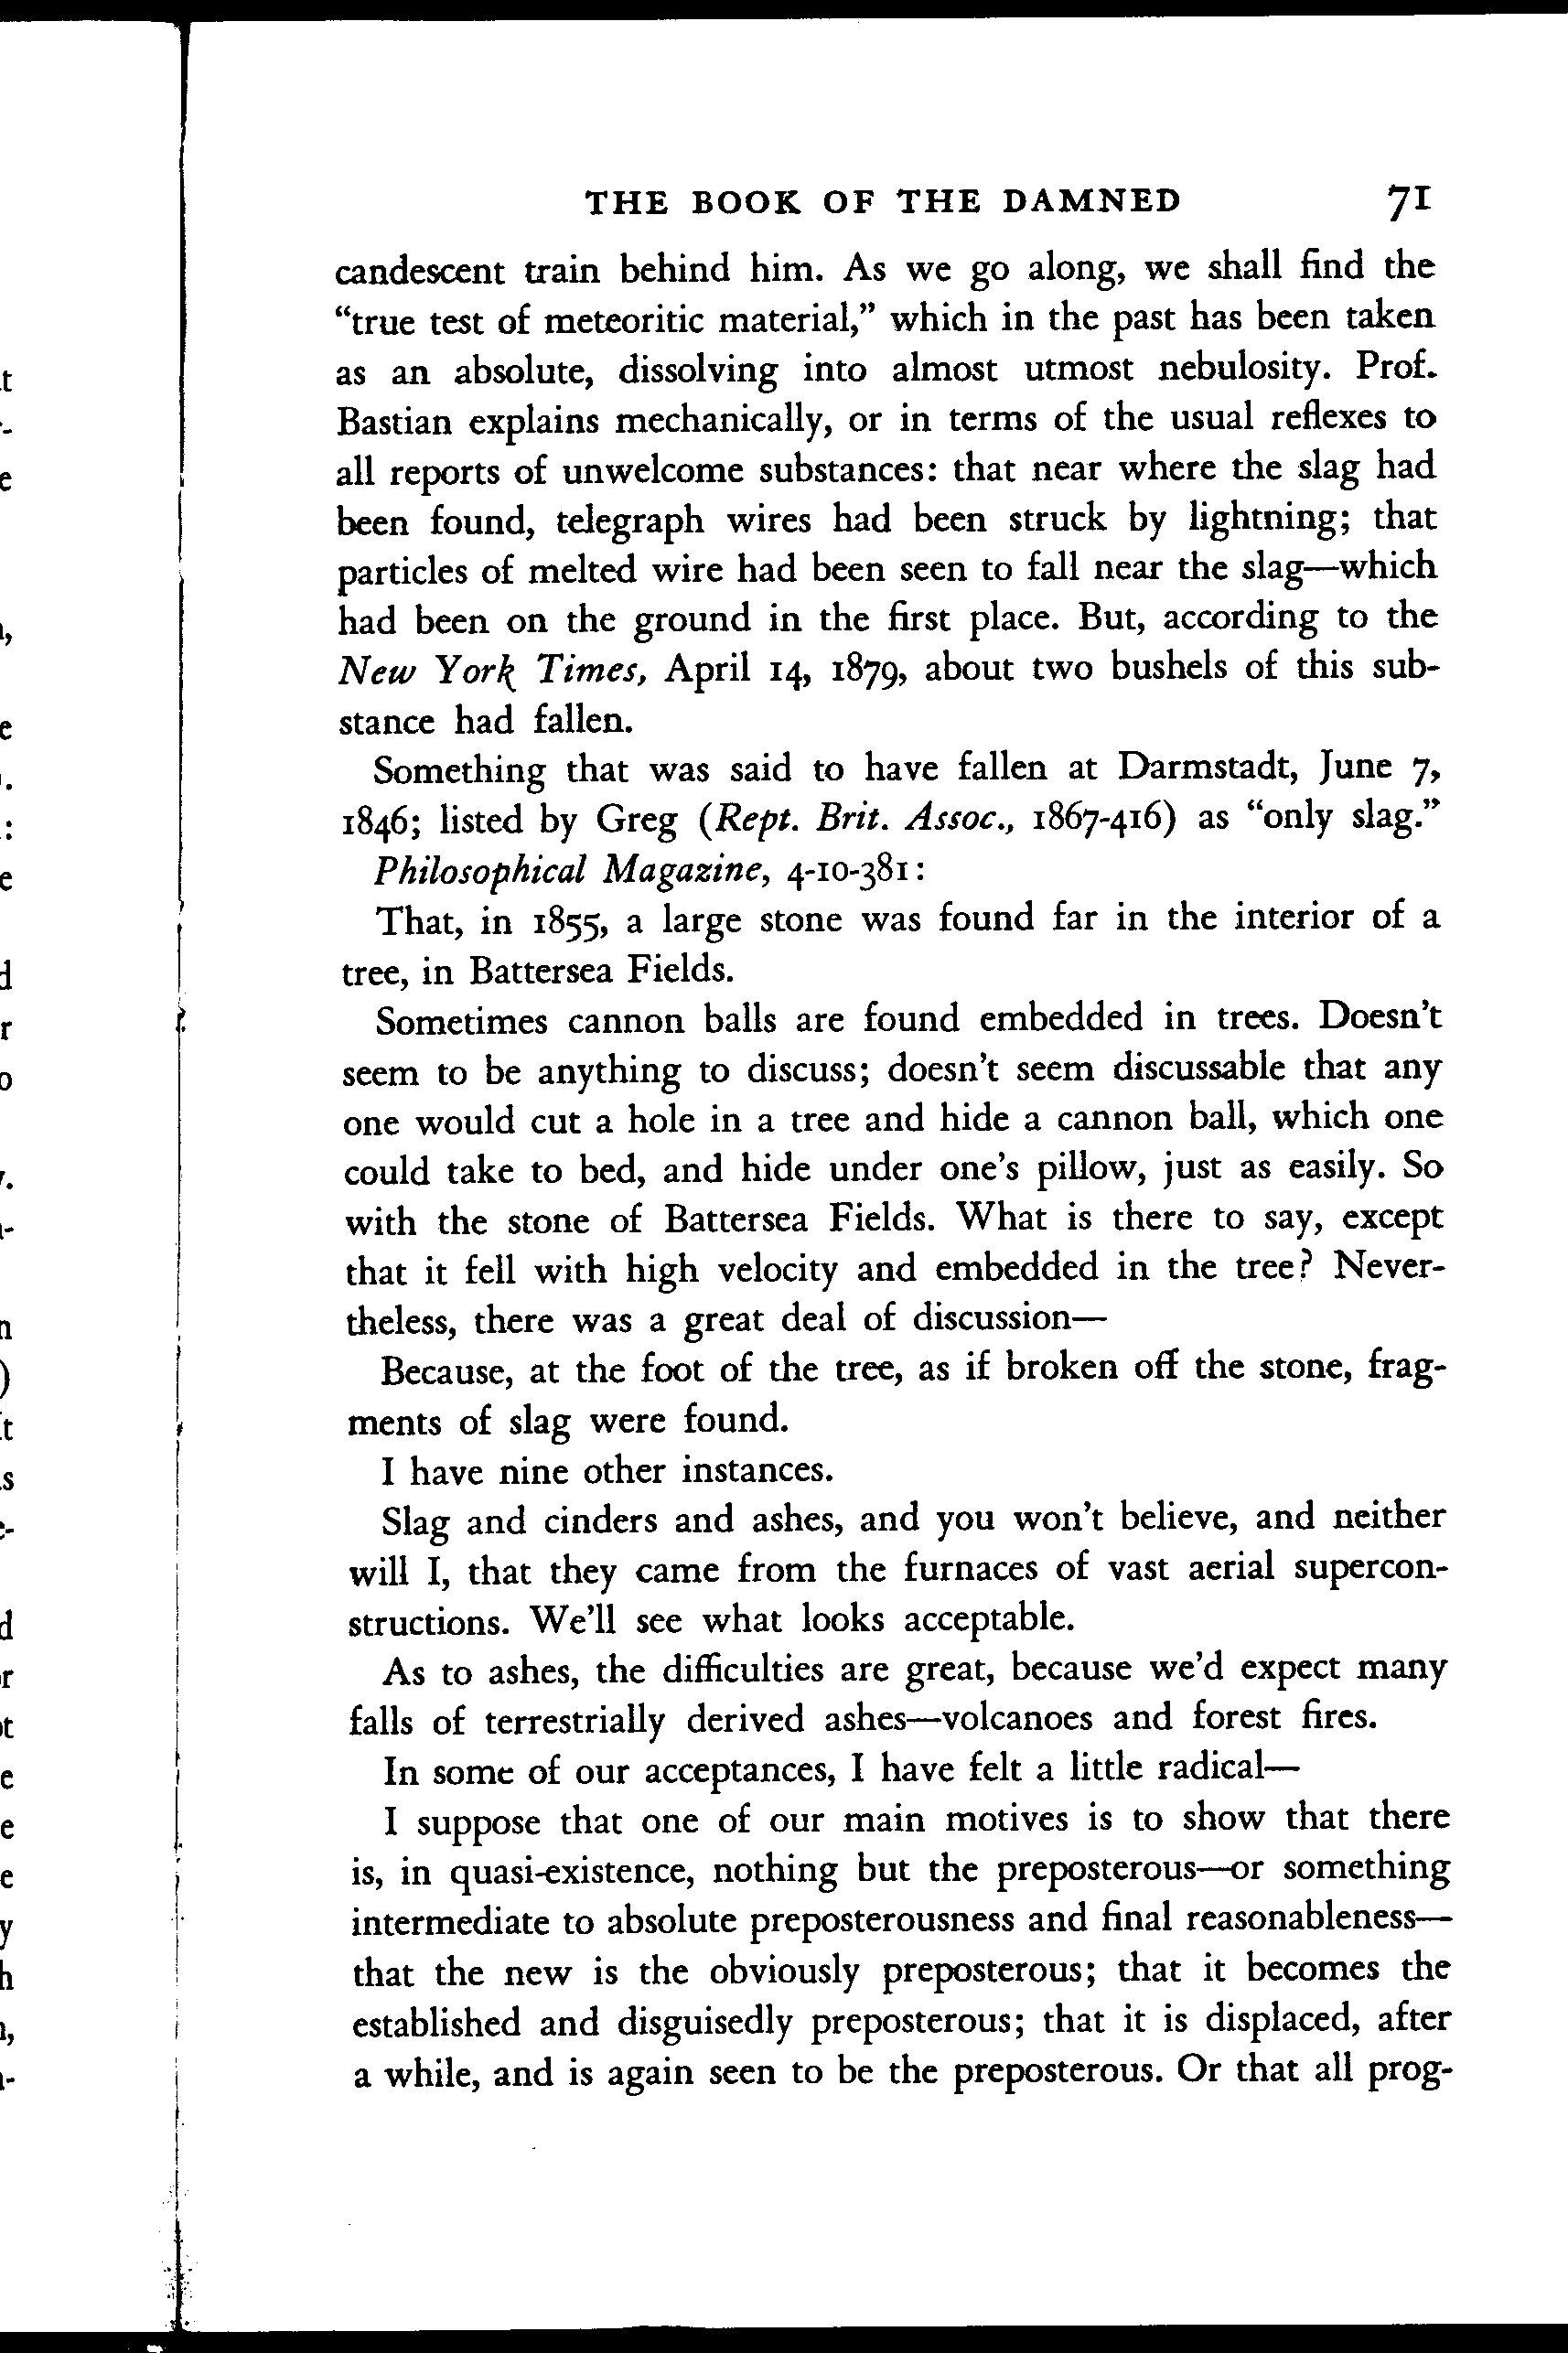 THE BOOK OF THE DAMNED 71
candescent train behind him. As we go along, we shall find the
“true test of meteoritic material,” which in the past has been taken
as an absolute, dissolving into almost utmost nebulosity. Prof.
Bastian explains mechanically, or in terms of the usual reflexes to
all reports of unwelcome substances: that near where the slag had
been found, telegraph wires had been struck by lightning; that
particles of melted wire had been seen to fall near the slag—which
had been on the ground in the first place. But, according to the
New York Times, April 14, 1879, about two bushels of this sub-
stance had fallen.
Something that was said to have fallen at Darmstadt, June 7,
1846; listed by Greg (Rept. Brit. Assoc., 1867-416) as “only slag.”
Philosophical Magazine, 4-10-381:
That, in 1855, a large stone was found far in the interior of a
tree, in Battersea Fields.
Sometimes cannon balls are found embedded in trees. Doesn’t
seem to be anything to discuss; doesn’t seem discussable that any
one would cut a hole in a tree and hide a cannon ball, which one
could take to bed, and hide under one’s pillow, just as easily. So
with the stone of Battersea Fields. What is there to say, except
that it fell with high velocity and embedded in the tree? Never-
theless, there was a great deal of discussion—
Because, at the foot of the tree, as if broken off the stone, frag-
ments of slag were found.
I have nine other instances.
Slag and cinders and ashes, and you won’t believe, and neither
will I, that they came from the furnaces of vast aerial supercon-
structions. We’ll see what looks acceptable.
As to ashes, the difficulties are great, because we’d expect many
falls of terrestrially derived ashes—volcanoes and forest fires.
In some of our acceptances, I have felt a little radical—
I suppose that one of our main motives is to show that there
is, in quasi-existence, nothing but the preposterous—or something
intermediate to absolute preposterousness and final reasonableness—
that the new is the obviously preposterous; that it becomes the
established and disguisedly preposterous; that it is displaced, after
a while, and is again seen to be the preposterous. Or that all prog-